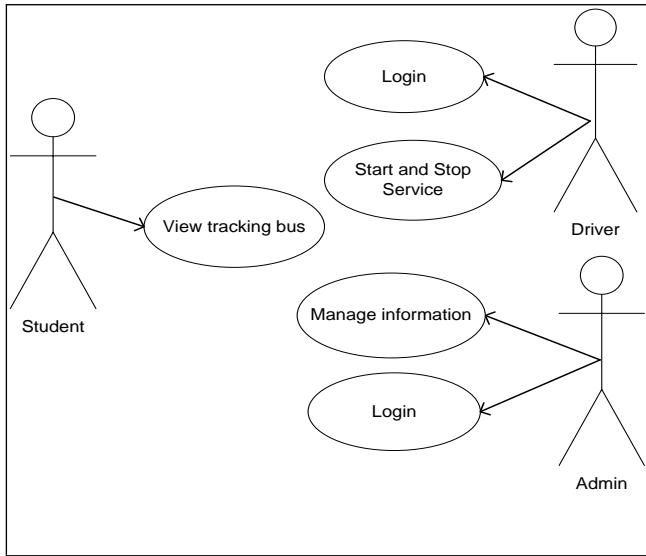 Login
Start and Stop
Service
Driver
View tracking bus
Student
Manage information
Login
Admin